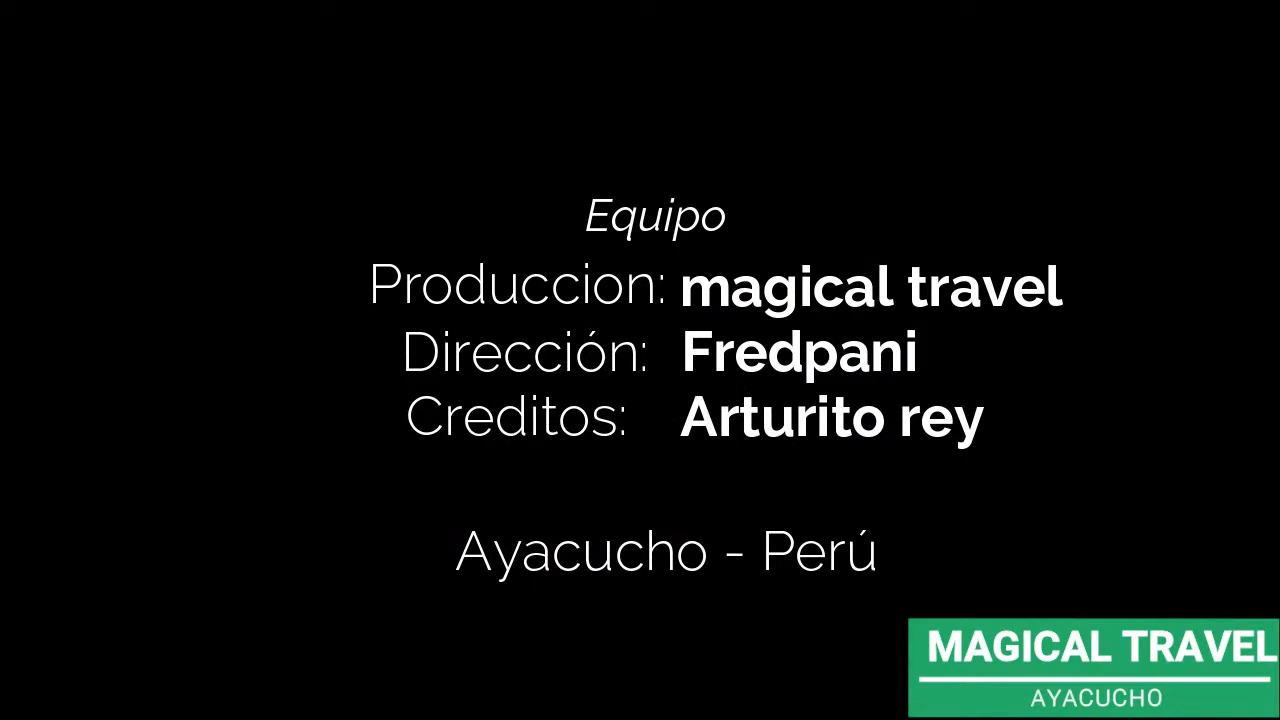 Equipo
Produccion: magical travel
Dirección: Fredpani
Creditos: Arturito rey
Ayacucho - Perú
MAGICAL TRAVEL
AYACUCHO